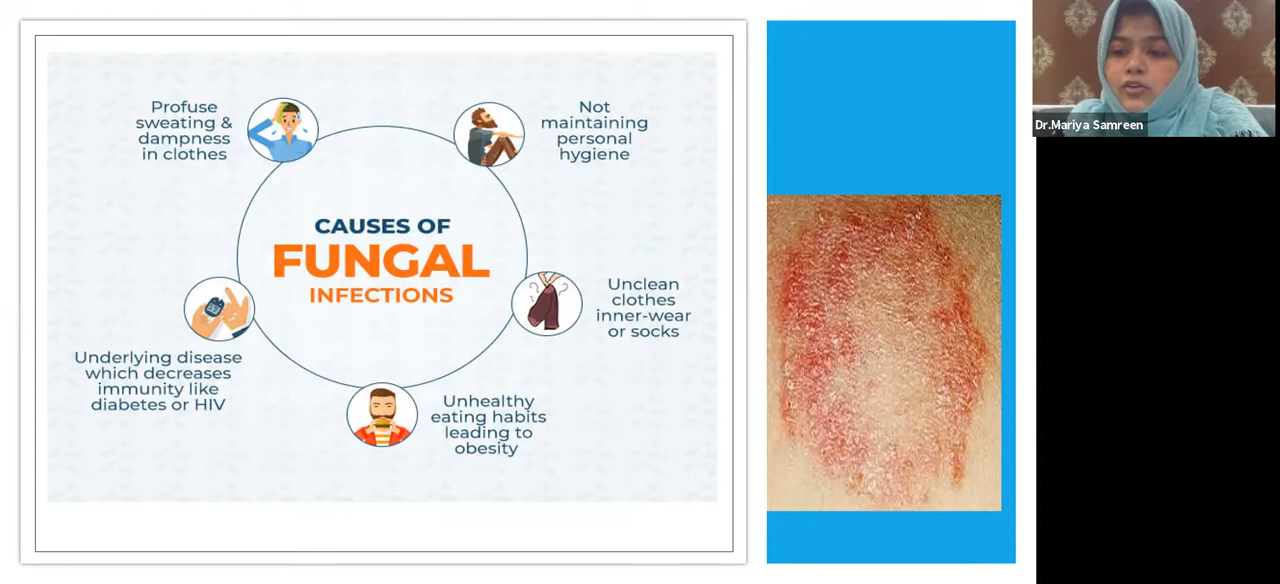 Profuse
sweating &
dampness
in clothes
Not
maintaining
personal
hygiene
CAUSES OF
FUNGAL
INFECTIONS
Unclean
clothes
inner-wear
or socks
Underlying disease
which decreases
immunity like
diabetes or HIV
Unhealthy
eating habits
leading to
obesity
Dr.Mariya Samreen